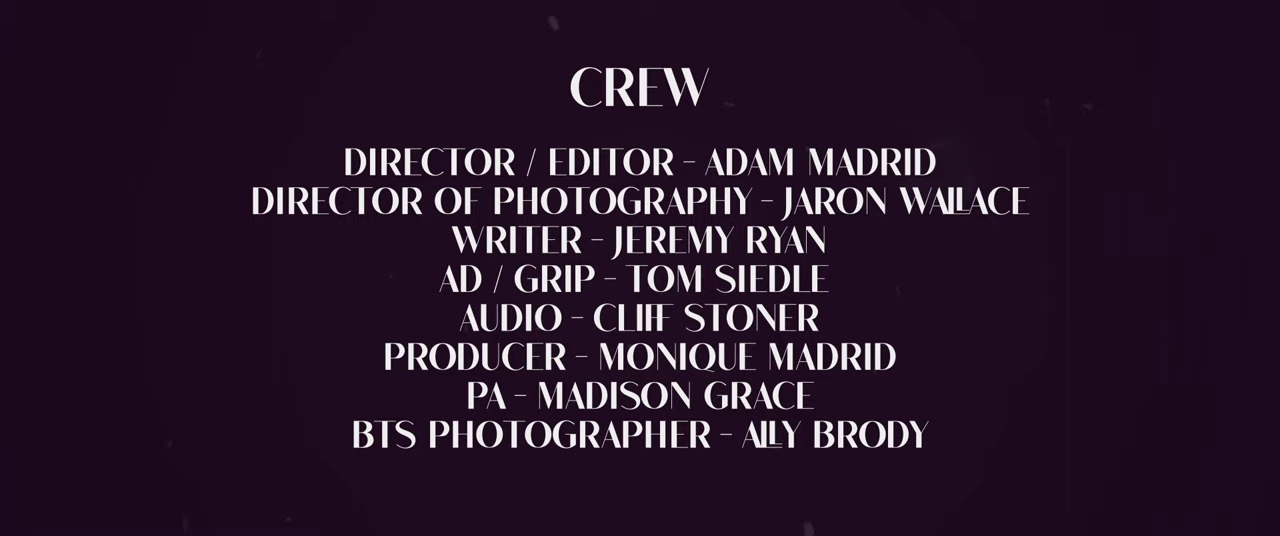 CREW
DIRECTOR / EDITOR - ADAM MADRID
DIRECTOR OF PHOTOGRAPHY - JARON WALLACE
WRITER - JEREMY RYAN
AD / GRIP - TOM SIEDLE
AUDIO - CLIFF STONER
PRODUCER - MONIQUE MADRID
PA - MADISON GRACE
BTS PHOTOGRAPHER - ALLY BRODY